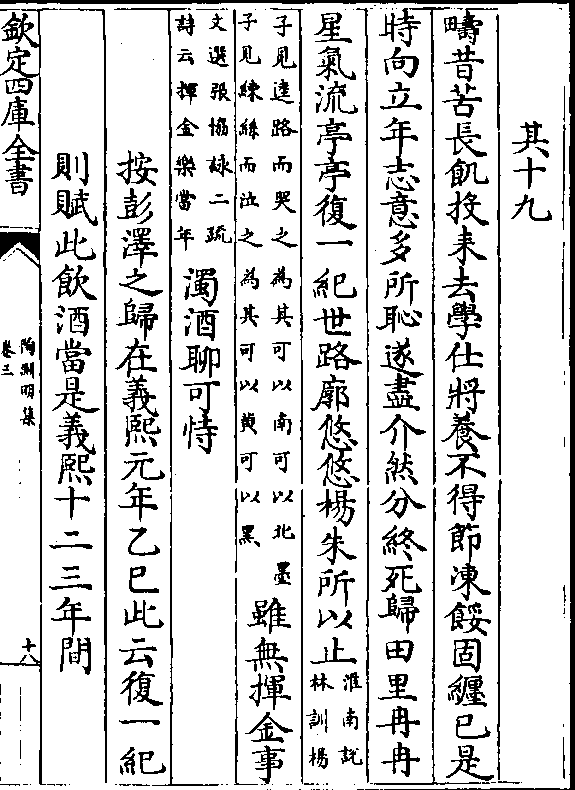 其十九
疇昔苦長飢投耒去學仕將養不得節凍餒固纏已是
時向立年志意多所恥遂盡介然分終死歸田里冉冉
星氣流亭亭復一紀世路廓悠悠楊朱所以止
淮南說
林訓楊
子見逵路而哭之為其可以南可以北墨
子見練絲而泣之為其可以黄可以黑
雖無揮金事
文選張協詠二疏
詩云揮金樂當年
濁酒聊可恃
按彭澤之歸在義熙元年乙巳此云復一紀
則賦此飲酒當是義熙十二三年間
欽定四庫全書
陶淵明集
卷三
十八